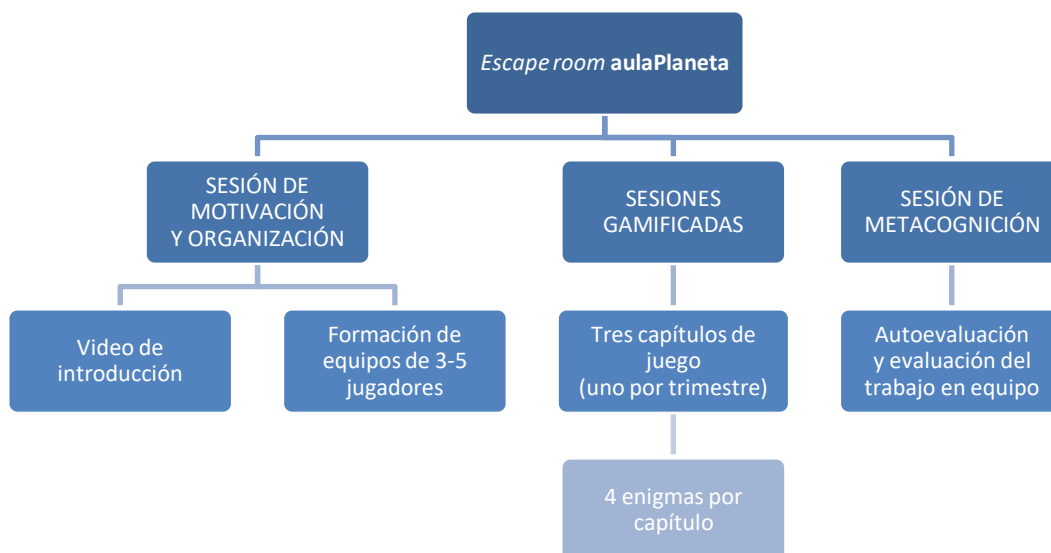 Escape room aulaPlaneta
SESIÓN DE
MOTIVACIÓN
Y ORGANIZACIÓN
SESIONES
GAMIFICADAS
SESIÓN DE
METACOGNICIÓN
Video de
introducción
Formación de
equipos de 3-5
jugadores
Tres capítulos de
juego
(uno por trimestre)
Autoevaluación
y evaluación del
trabajo en equipo
4 enigmas por
capítulo